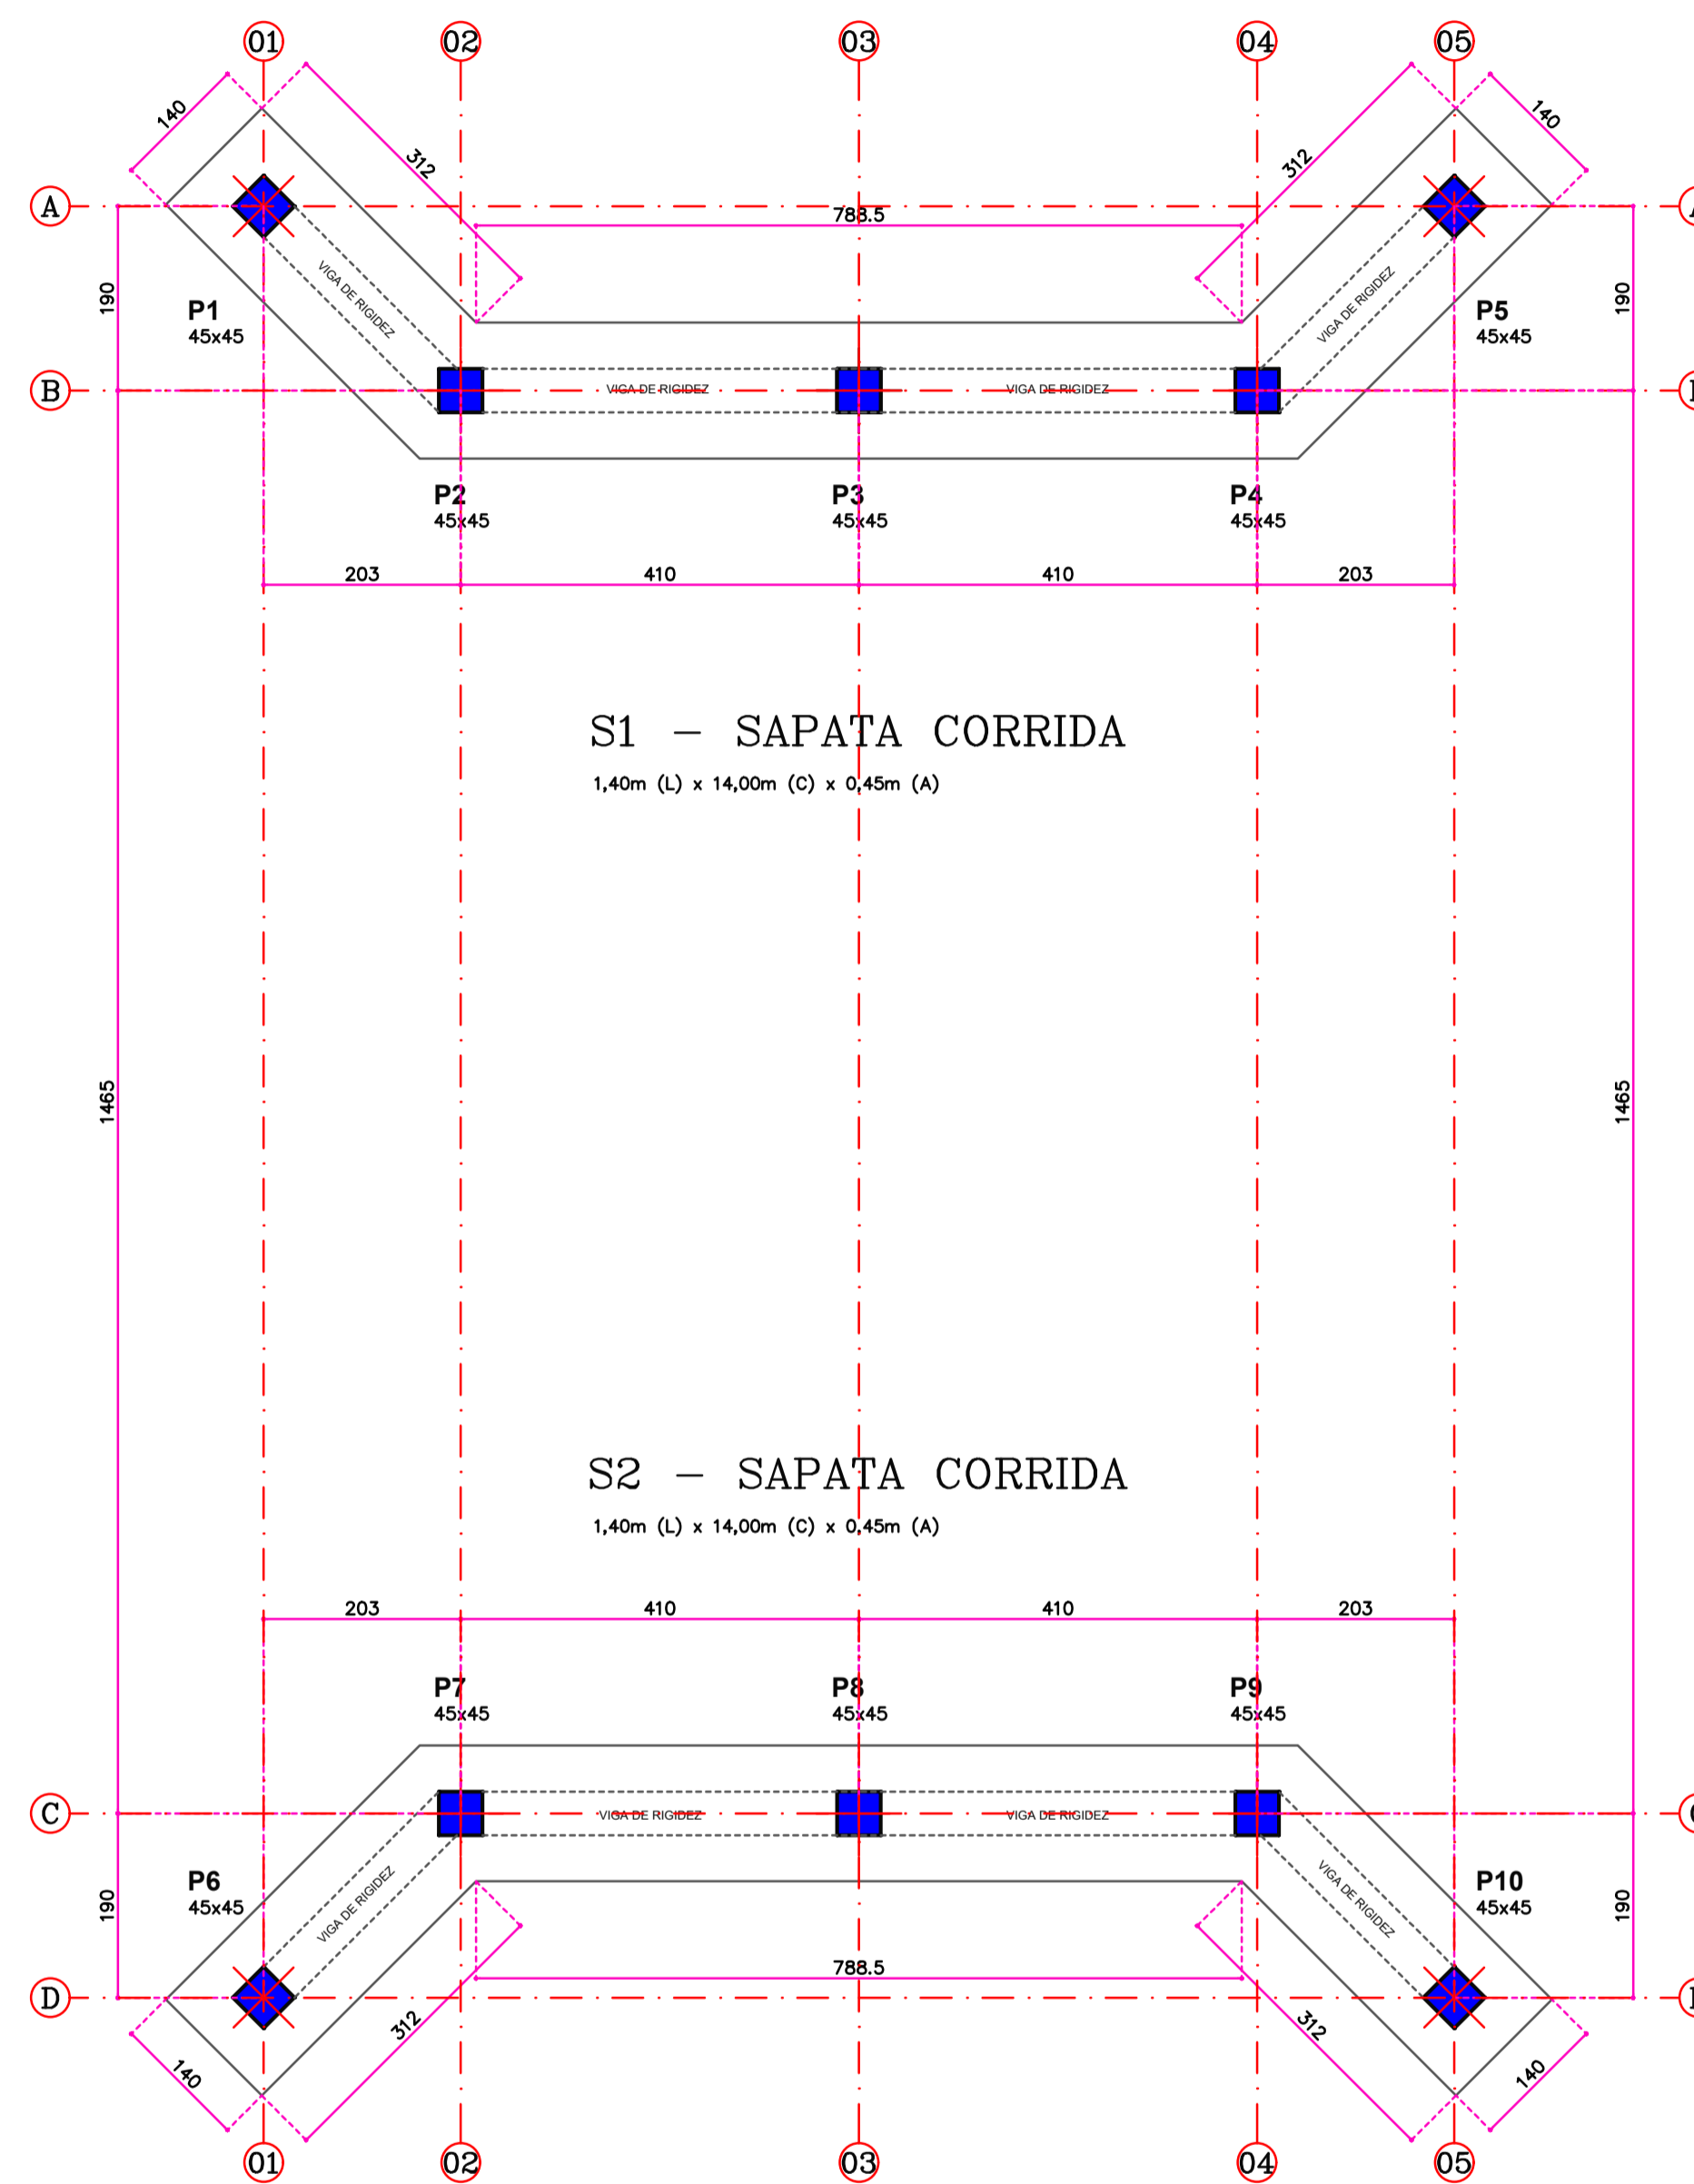 01 02 03 04 05
140 312 312 140
A 788.5
190 VIGA DE RIGIDEZ VIGA DE RIGIDEZ 190
P1 P5
45x45 45x45
B VIGA DE RIGIDEZ VIGA DE RIGIDEZ
P2 P3 P4
45x45 45x45 45x45
203 410 410 203
S1 - SAPATA CORRIDA
1,40m (L) x 14,00m (C) x 0,45m (A)
1465 1465
S2 - SAPATA CORRIDA
1,40m (L) x 14,00m (C) x 0,45m (A)
203 410 410 203
P7 P8 P9
45x45 45x45 45x45
C VIGA DE RIGIDEZ VIGA DE RIGIDEZ
P6 P10
45x45 45x45
190 VIGA DE RIGIDEZ VIGA DE RIGIDEZ 190
788.5
D
140 312 312 140
01 02 03 04 05